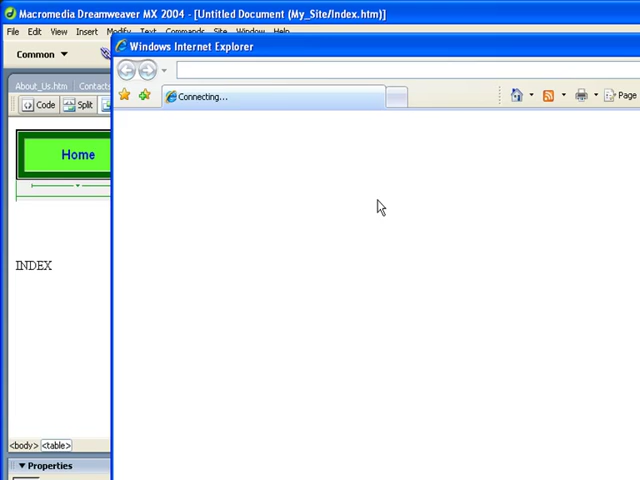 Macromedia Dreamweaver MX 2004 - [Untitled Document (My_Site/Index.htm)]
File Edit View Insert Modify Text Commands Site Window Help
Windows Internet Explorer
Common
About_Us.htm Contacts
Connecting...
Page
Code Split
Home
INDEX
<body> <table>
Properties